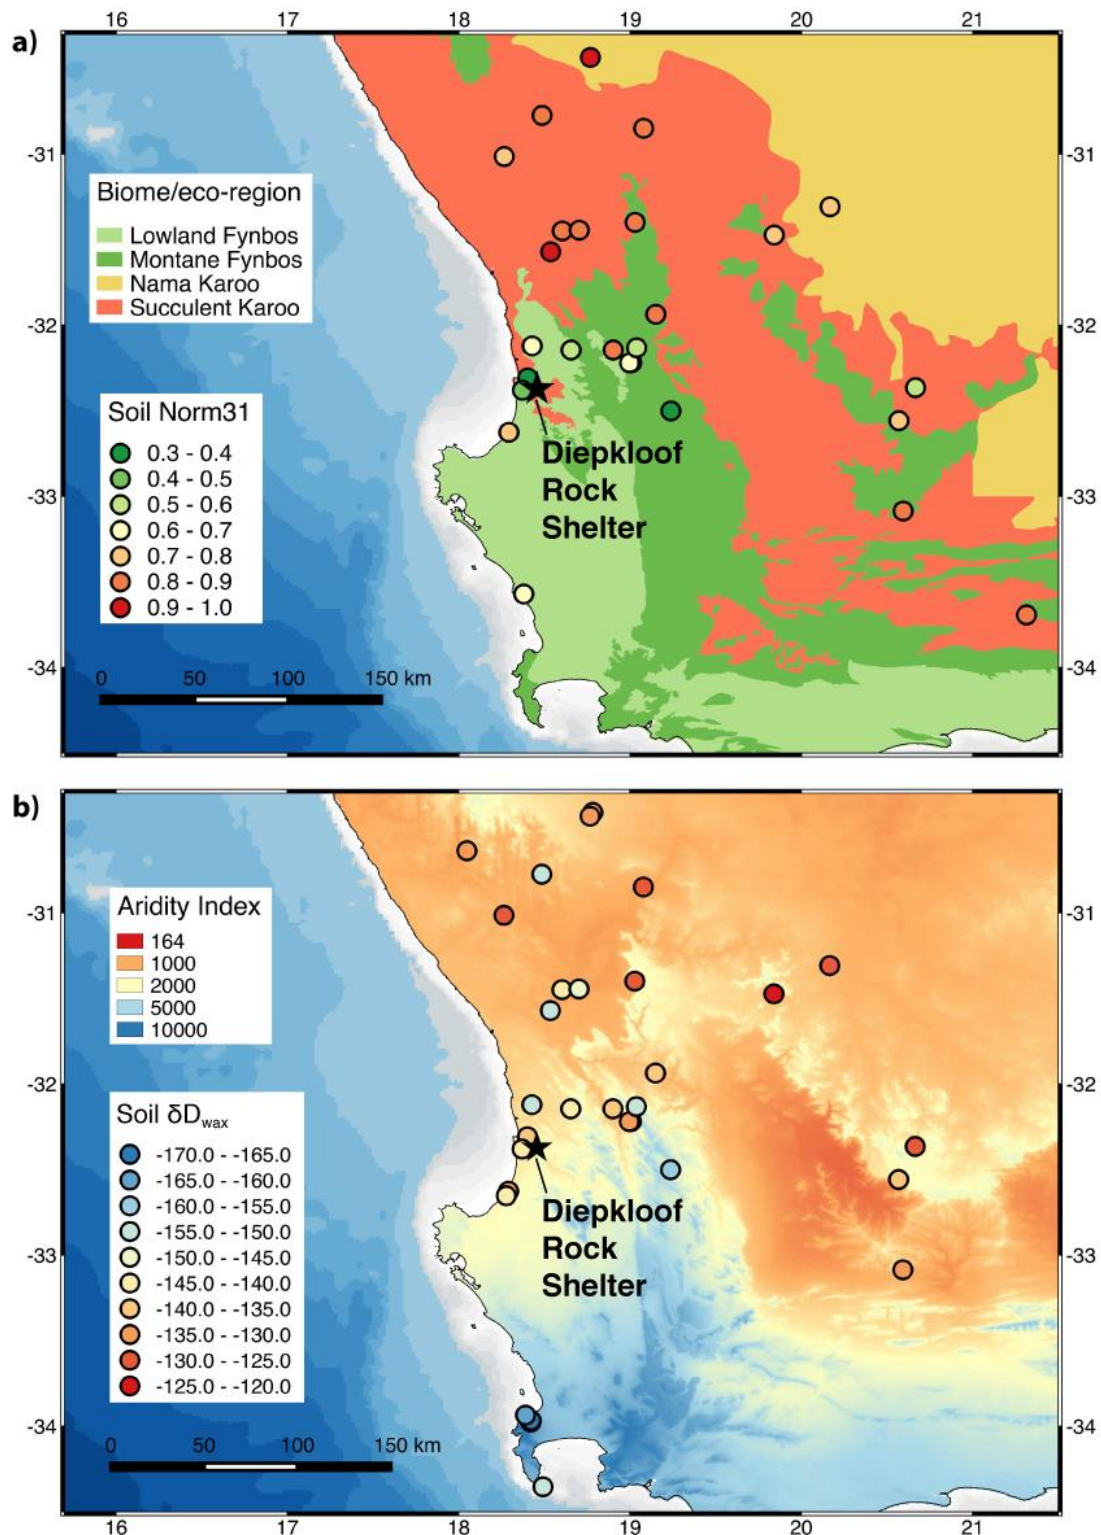 16 17 18 19 20 21
a)
-31 -31
Biome/eco-region
Lowland Fynbos
Montane Fynbos
Nama Karoo
Succulent Karoo
-32 -32
Soil Norm31
0.3 - 0.4
0.4 - 0.5
0.5 - 0.6
0.6 - 0.7
0.7 - 0.8
0.8 - 0.9
0.9 - 1.0
Diepkloof
Rock
Shelter
-33 -33
-34 -34
0 50 100 150 km
b)
-31 -31
Aridity Index
164
1000
2000
5000
10000
-32 -32
Soil δDwax
-170.0 - -165.0
-165.0 - -160.0
-160.0 - -155.0
-155.0 - -150.0
-150.0 - -145.0
-145.0 - -140.0
-140.0 - -135.0
-135.0 - -130.0
-130.0 - -125.0
-125.0 - -120.0
Diepkloof
Rock
Shelter
-33 -33
-34 -34
0 50 100 150 km
16 17 18 19 20 21